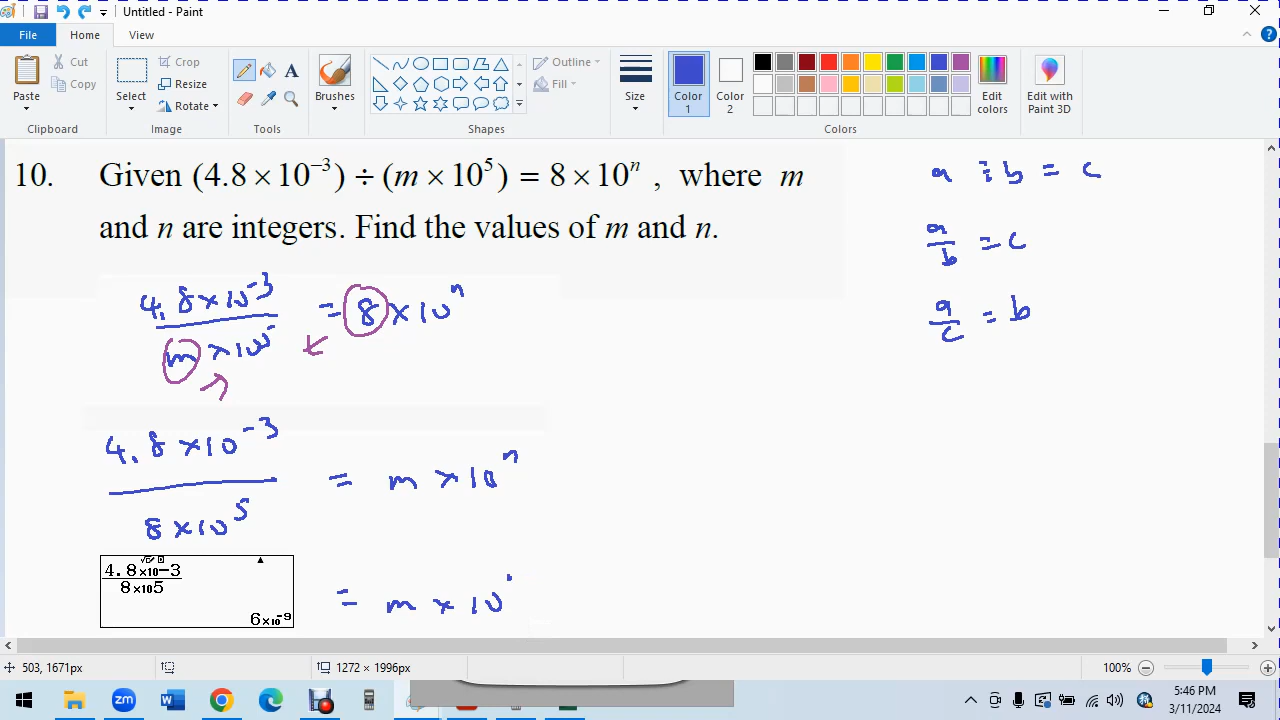 Untitled - Paint
File Home View
Paste Cut Copy Clipboard
Select Crop Resize Rotate Image
Tools
Brushes
Outline Fill Shapes
Size
Color 1 Color 2 Edit colors Colors
Edit with Paint 3D
10. Given (4.8 × 10⁻³) ÷ (m × 10⁵) = 8 × 10ⁿ , where m
and n are integers. Find the values of m and n.
a ÷ b = c
a/b = c
a/c = b
4.8 × 10⁻³ / m × 10⁵ = 8 × 10ⁿ
4.8 × 10⁻³ / 8 × 10⁵ = m × 10ⁿ
4.8×10-3
8×105
6×10⁻⁹
= m × 10
503, 1671px
1272 × 1996px
100%
5:46 PM
3/11/2024